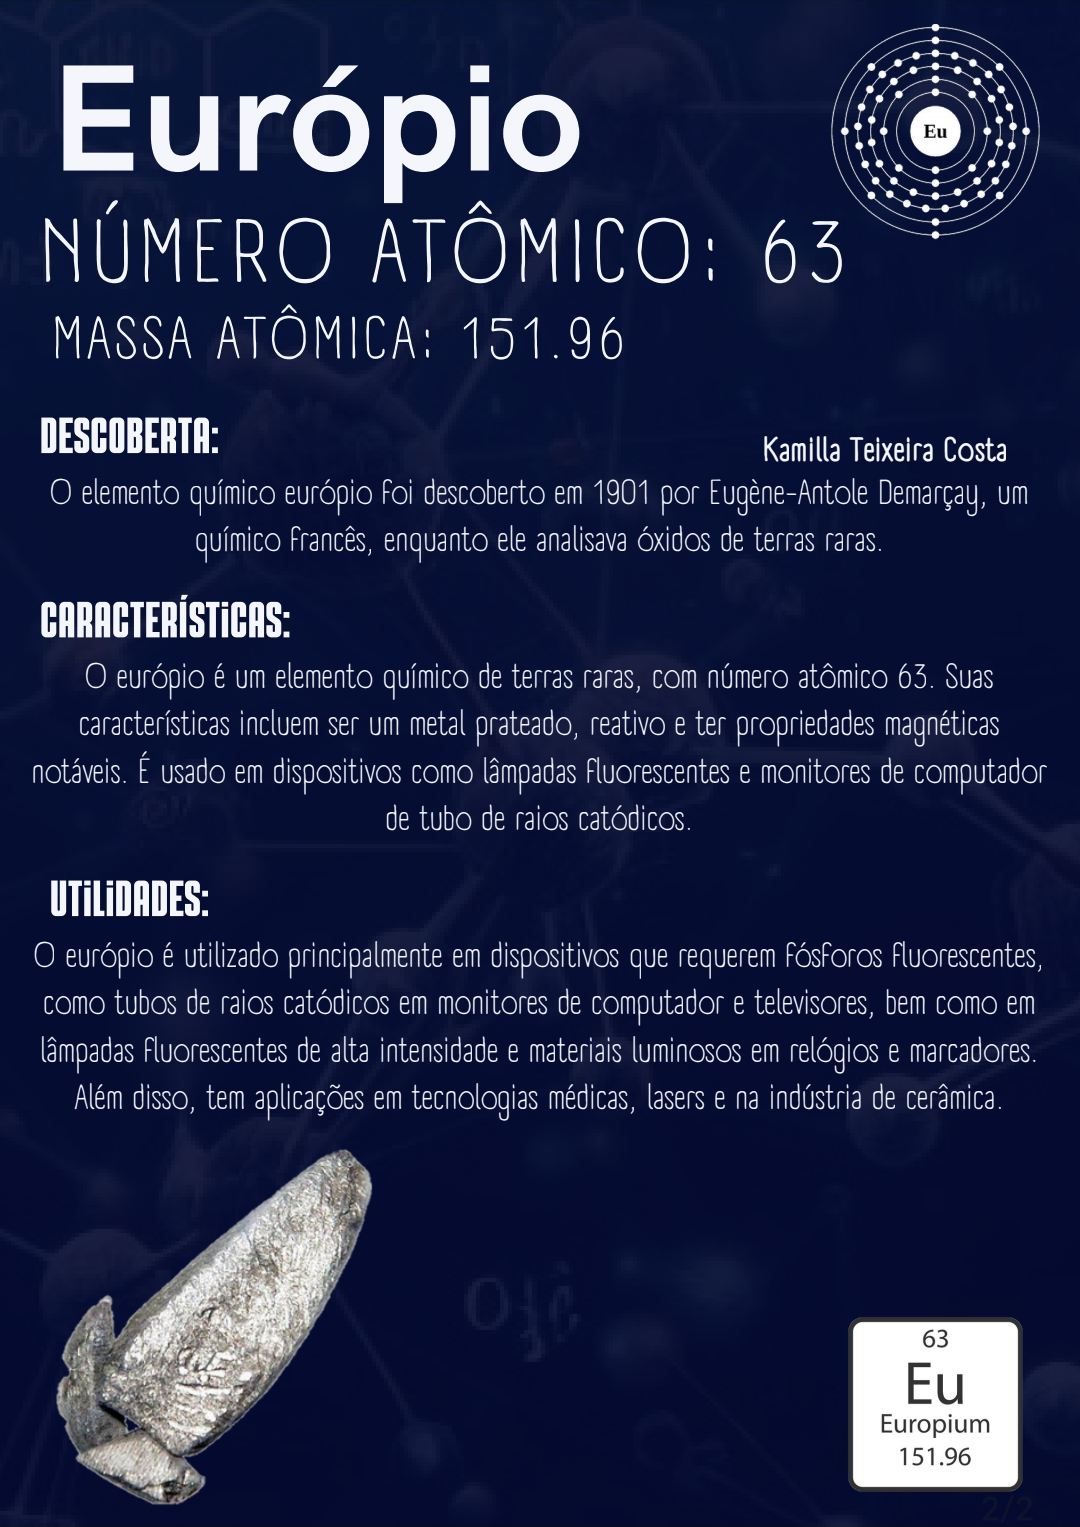 Európio
Eu
NÚMERO ATÔMICO: 63
MASSA ATÔMICA: 151.96
DESCOBERTA:
Kamilla Teixeira Costa
O elemento químico európio foi descoberto em 1901 por Eugène-Antole Demarçay, um
químico francês, enquanto ele analisava óxidos de terras raras.
CARACTERÍSTICAS:
O európio é um elemento químico de terras raras, com número atômico 63. Suas
características incluem ser um metal prateado, reativo e ter propriedades magnéticas
notáveis. É usado em dispositivos como lâmpadas fluorescentes e monitores de computador
de tubo de raios catódicos.
UTILIDADES:
O európio é utilizado principalmente em dispositivos que requerem fósforos fluorescentes,
como tubos de raios catódicos em monitores de computador e televisores, bem como em
lâmpadas fluorescentes de alta intensidade e materiais luminosos em relógios e marcadores.
Além disso, tem aplicações em tecnologias médicas, lasers e na indústria de cerâmica.
63
Eu
Europium
151.96
2/2